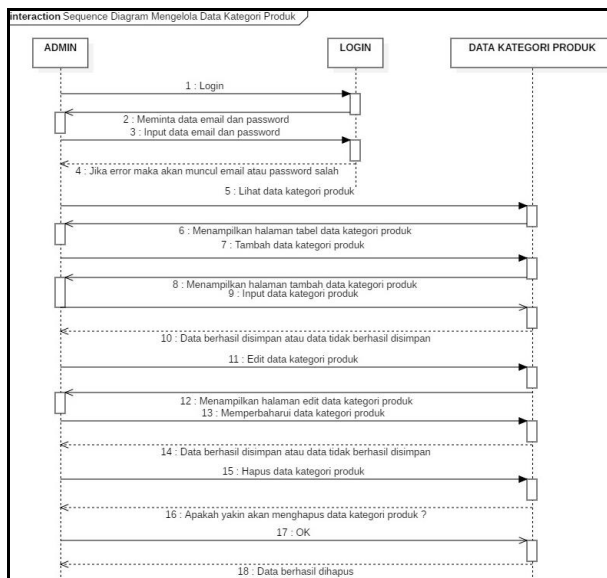 interaction Sequence Diagram Mengelola Data Kategori Produk
ADMIN
LOGIN
DATA KATEGORI PRODUK
1 : Login
2 : Meminta data email dan password
3 : Input data email dan password
4 : Jika error maka akan muncul email atau password salah
5 : Lihat data kategori produk
6 : Menampilkan halaman tabel data kategori produk
7 : Tambah data kategori produk
8 : Menampilkan halaman tambah data kategori produk
9 : Input data kategori produk
10 : Data berhasil disimpan atau data tidak berhasil disimpan
11 : Edit data kategori produk
12 : Menampilkan halaman edit data kategori produk
13 : Memperbaharui data kategori produk
14 : Data berhasil disimpan atau data tidak berhasil disimpan
15 : Hapus data kategori produk
16 : Apakah yakin akan menghapus data kategori produk ?
17 : OK
18 : Data berhasil dihapus